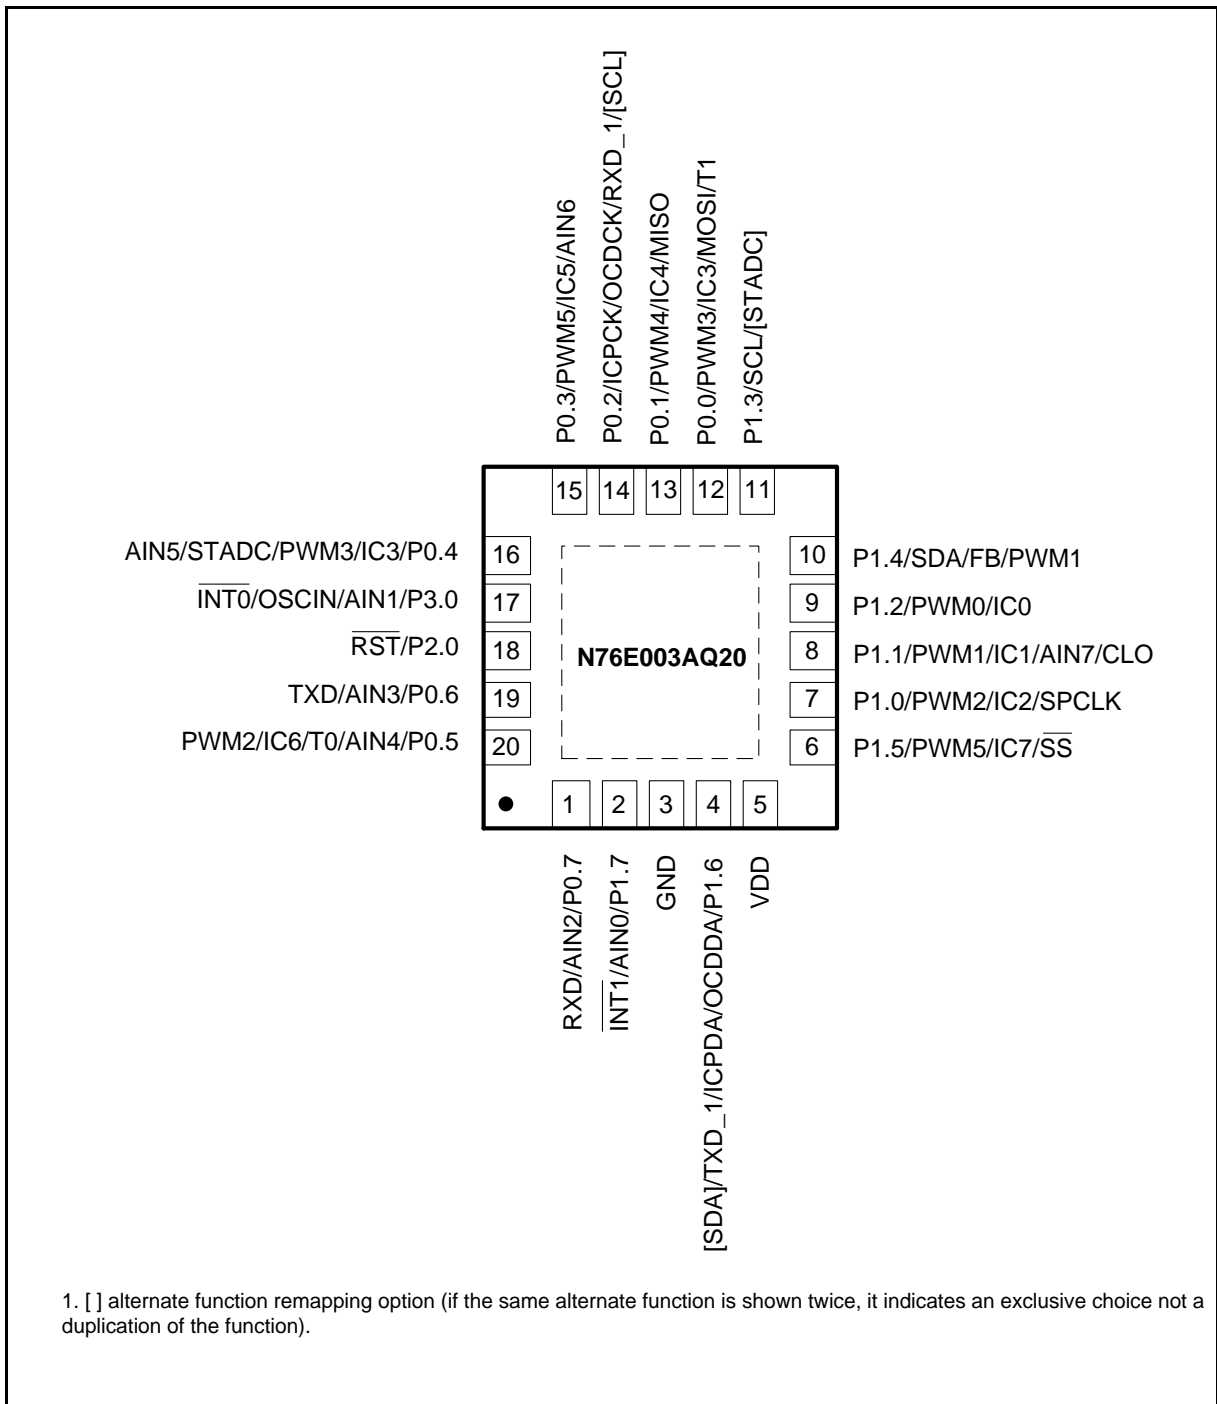 P0.3/PWM5/IC5/AIN6
P0.2/ICPCK/OCDCK/RXD_1/[SCL]
P0.1/PWM4/IC4/MISO
P0.0/PWM3/IC3/MOSI/T1
P1.3/SCL/[STADC]
15 14 13 12 11
AIN5/STADC/PWM3/IC3/P0.4 16
INT0/OSCIN/AIN1/P3.0 17
RST/P2.0 18
TXD/AIN3/P0.6 19
PWM2/IC6/T0/AIN4/P0.5 20
N76E003AQ20
10 P1.4/SDA/FB/PWM1
9 P1.2/PWM0/IC0
8 P1.1/PWM1/IC1/AIN7/CLO
7 P1.0/PWM2/IC2/SPCLK
6 P1.5/PWM5/IC7/SS
1 2 3 4 5
RXD/AIN2/P0.7
INT1/AIN0/P1.7
GND
[SDA]/TXD_1/ICPDA/OCDDA/P1.6
VDD
1. [ ] alternate function remapping option (if the same alternate function is shown twice, it indicates an exclusive choice not a
duplication of the function).